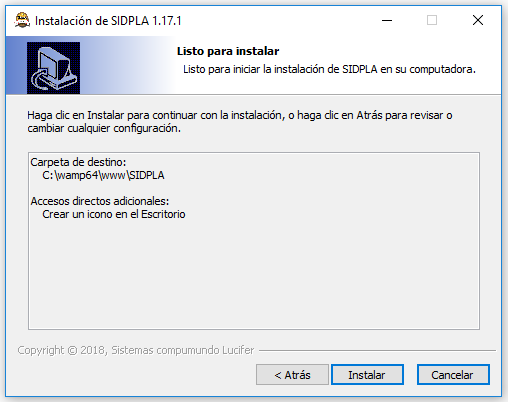 Instalación de SIDPLA 1.17.1
Listo para instalar
Listo para iniciar la instalación de SIDPLA en su computadora.
Haga clic en Instalar para continuar con la instalación, o haga clic en Atrás para revisar o
cambiar cualquier configuración.
Carpeta de destino:
C:\wamp64\www\SIDPLA
Accesos directos adicionales:
Crear un icono en el Escritorio
Copyright © 2018, Sistemas compumundo Lucifer
< Atrás
Instalar
Cancelar